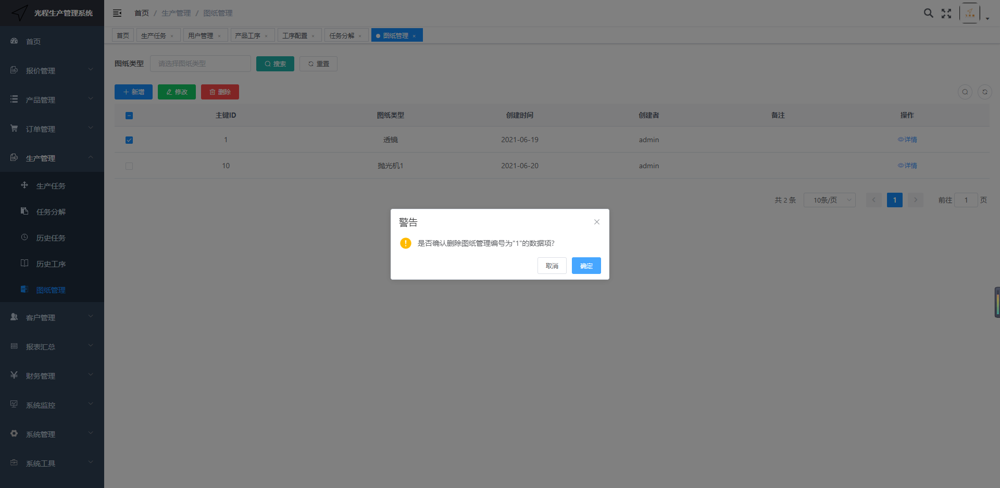 光程生产管理系统
首页 / 生产管理 / 图纸管理
首页
生产任务 ×
用户管理 ×
产品工序 ×
工序配置 ×
任务分解 ×
图纸管理 ×
首页
报价管理
产品管理
订单管理
生产管理
生产任务
任务分解
历史任务
历史工序
图纸管理
客户管理
报表汇总
财务管理
系统监控
系统管理
系统工具
图纸类型 请选择图纸类型 搜索 重置
新增 修改 删除
主键ID 图纸类型 创建时间 创建者 备注 操作
1 透镜 2021-06-19 admin 详情
10 抛光机1 2021-06-20 admin 详情
共 2 条 10条/页 1 前往 1 页
警告
是否确认删除图纸管理编号为"1"的数据项?
取消 确定